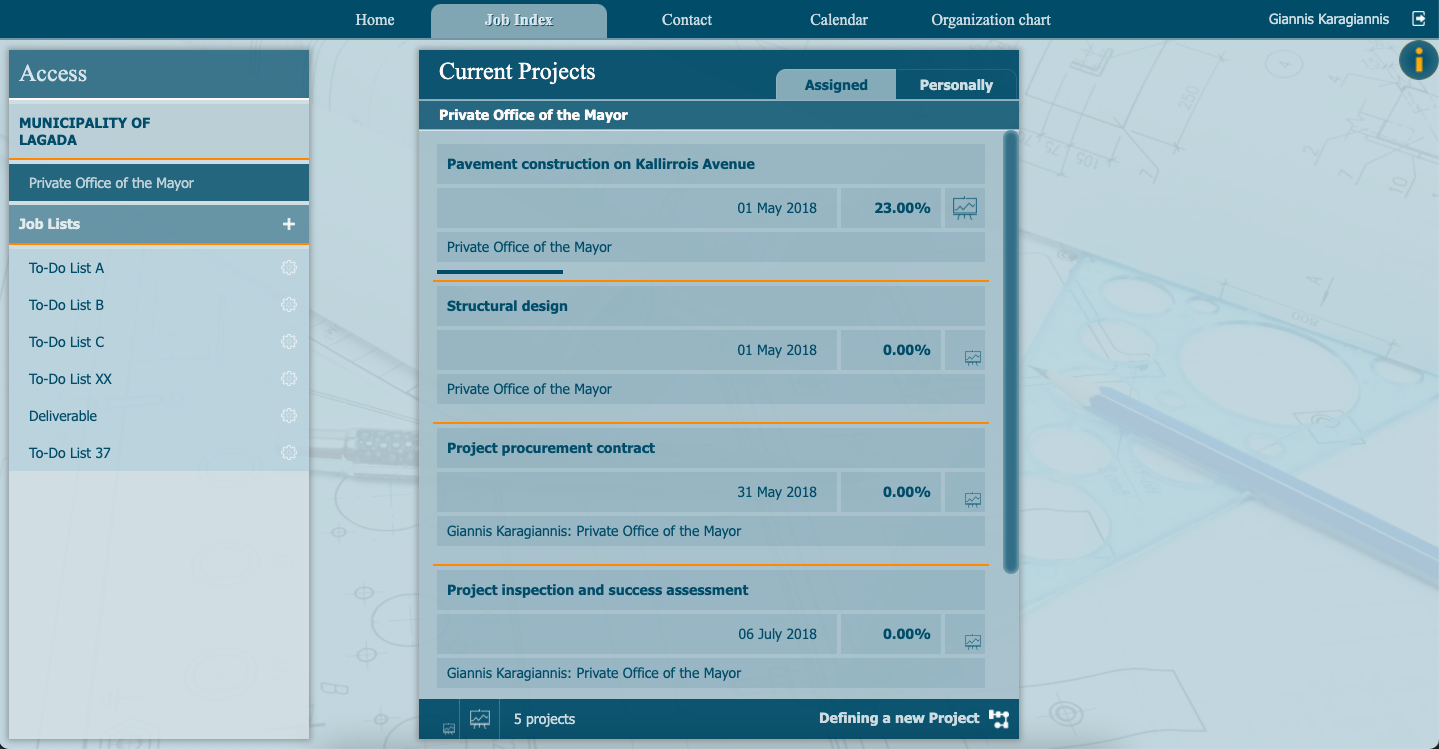 Home
Job Index
Contact
Calendar
Organization chart
Giannis Karagiannis
Access
MUNICIPALITY OF
LAGADA
Private Office of the Mayor
Job Lists
+
To-Do List A
To-Do List B
To-Do List C
To-Do List XX
Deliverable
To-Do List 37
Current Projects
Assigned
Personally
Private Office of the Mayor
Pavement construction on Kallirrois Avenue
01 May 2018
23.00%
Private Office of the Mayor
Structural design
01 May 2018
0.00%
Private Office of the Mayor
Project procurement contract
31 May 2018
0.00%
Giannis Karagiannis: Private Office of the Mayor
Project inspection and success assessment
06 July 2018
0.00%
Giannis Karagiannis: Private Office of the Mayor
5 projects
Defining a new Project